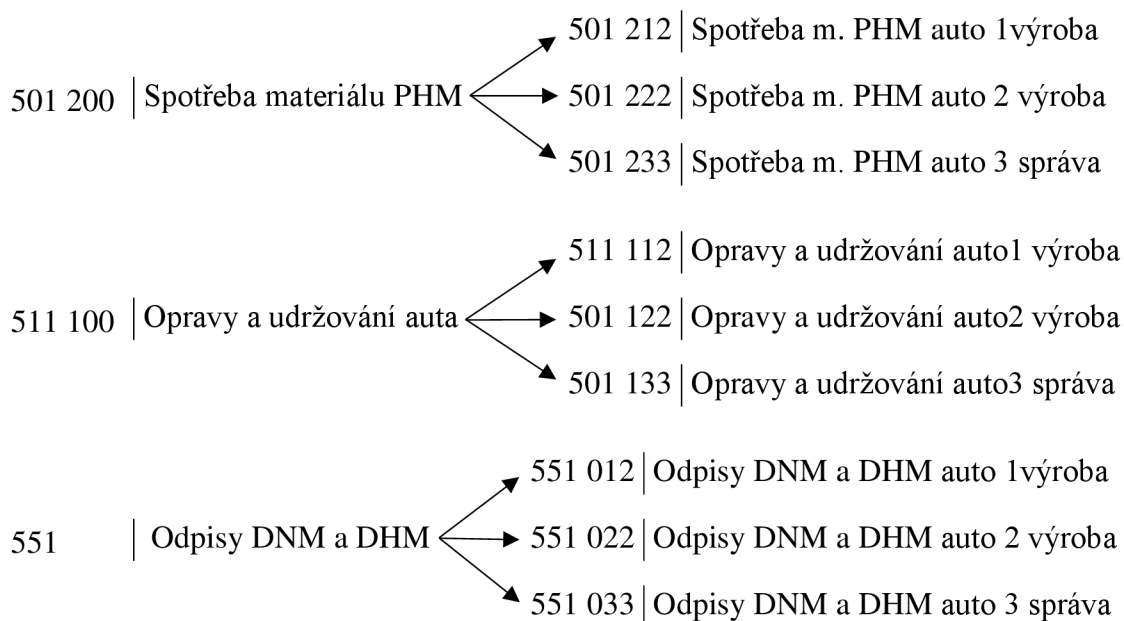 501 212 Spotřeba m. PHM auto 1výroba
501 200 Spotřeba materiálu PHM 501 222 Spotřeba m. PHM auto 2 výroba
501 233 Spotřeba m. PHM auto 3 správa
511 112 Opravy a udržování auto1 výroba
511 100 Opravy a udržování auta 501 122 Opravy a udržování auto2 výroba
501 133 Opravy a udržování auto3 správa
551 012 Odpisy DNM a DHM auto 1výroba
551 Odpisy DNM a DHM 551 022 Odpisy DNM a DHM auto 2 výroba
551 033 Odpisy DNM a DHM auto 3 správa